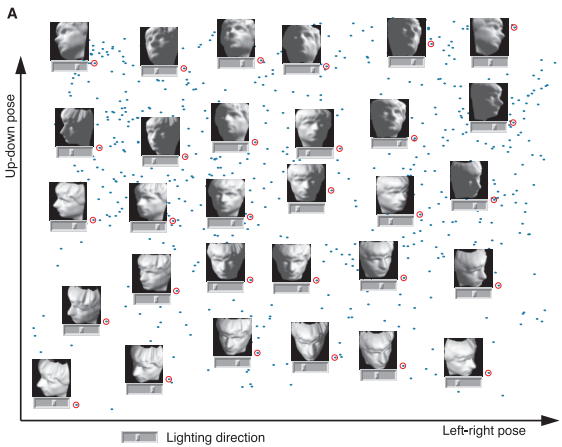 A
Up-down pose
Left-right pose
Lighting direction